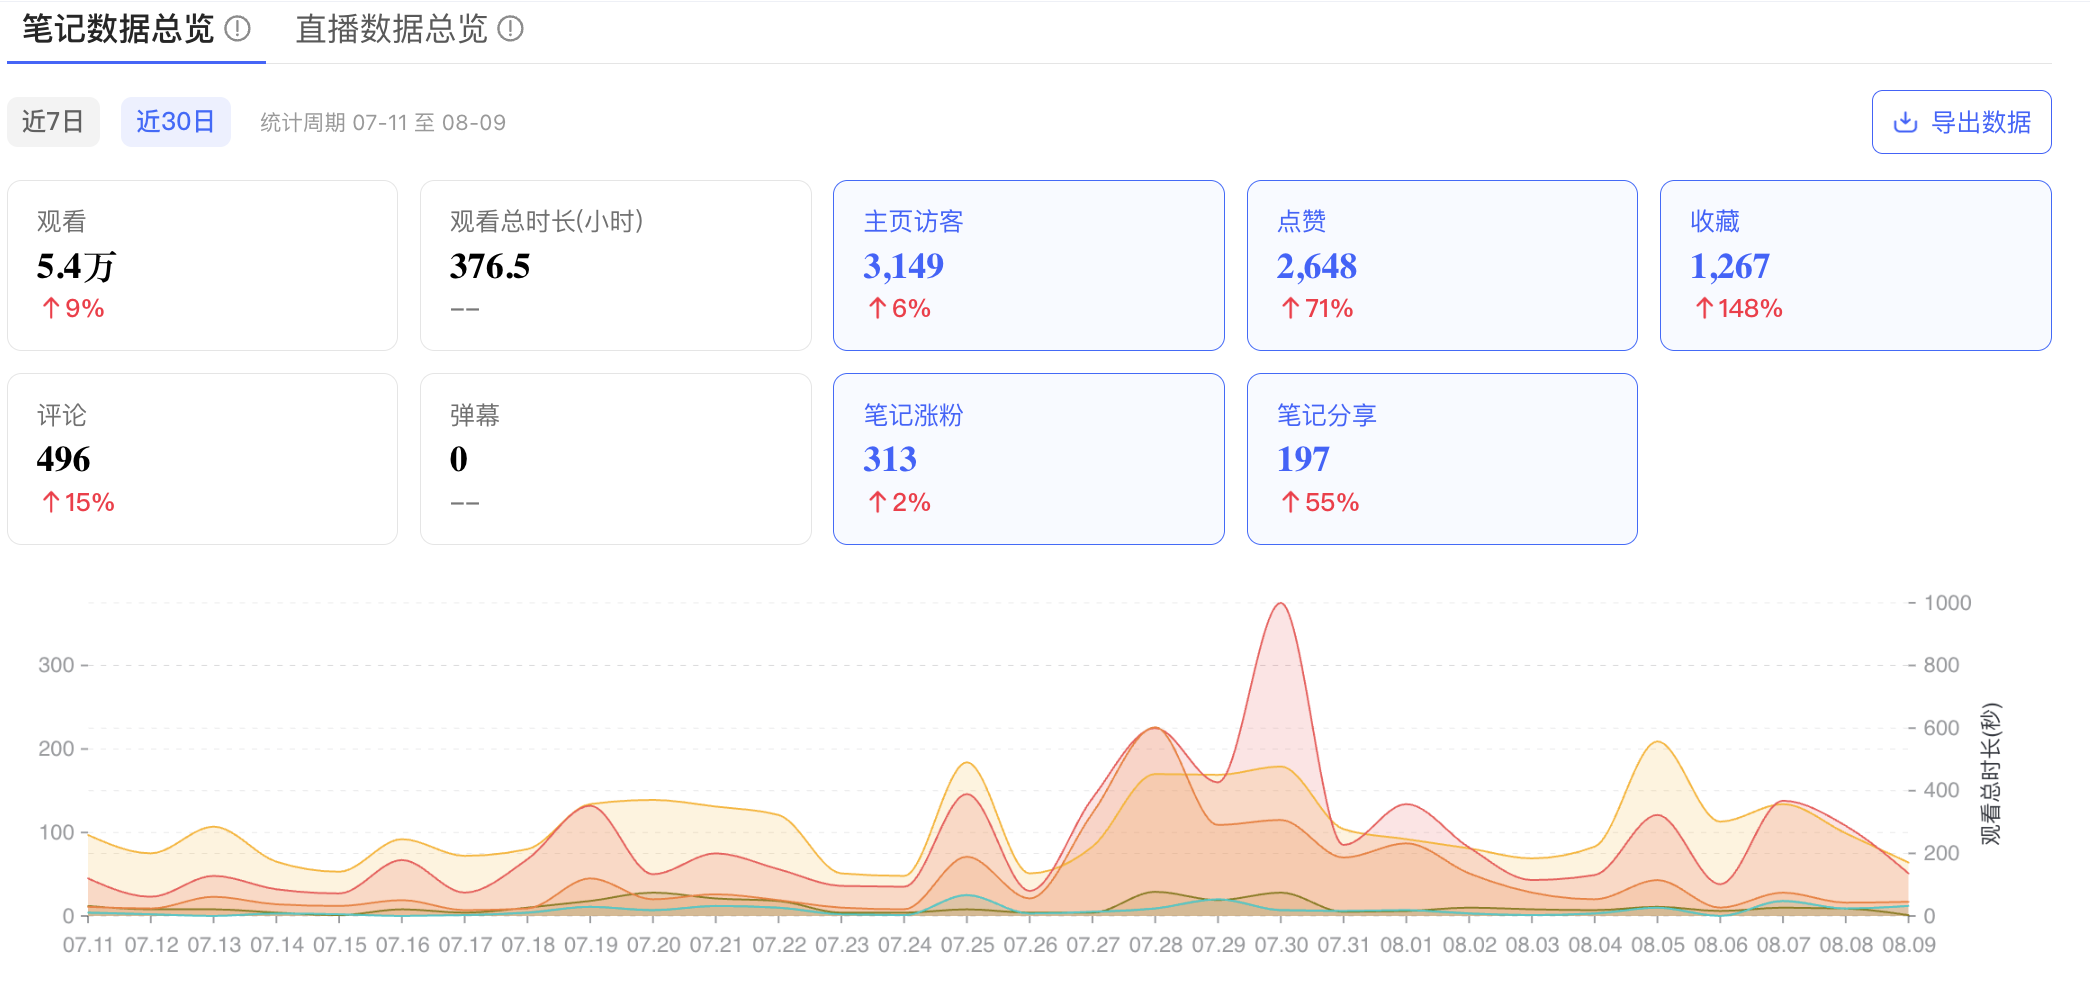 笔记数据总览 直播数据总览
近7日 近30日 统计周期 07-11 至 08-09 导出数据
观看 观看总时长(小时) 主页访客 点赞 收藏
5.4万 376.5 3,149 2,648 1,267
↑9% -- ↑6% ↑71% ↑148%
评论 弹幕 笔记涨粉 笔记分享
496 0 313 197
↑15% -- ↑2% ↑55%
1000
300 800
200 600
400
100 200
0 0
观看总时长(秒)
07.11 07.12 07.13 07.14 07.15 07.16 07.17 07.18 07.19 07.20 07.21 07.22 07.23 07.24 07.25 07.26 07.27 07.28 07.29 07.30 07.31 08.01 08.02 08.03 08.04 08.05 08.06 08.07 08.08 08.09